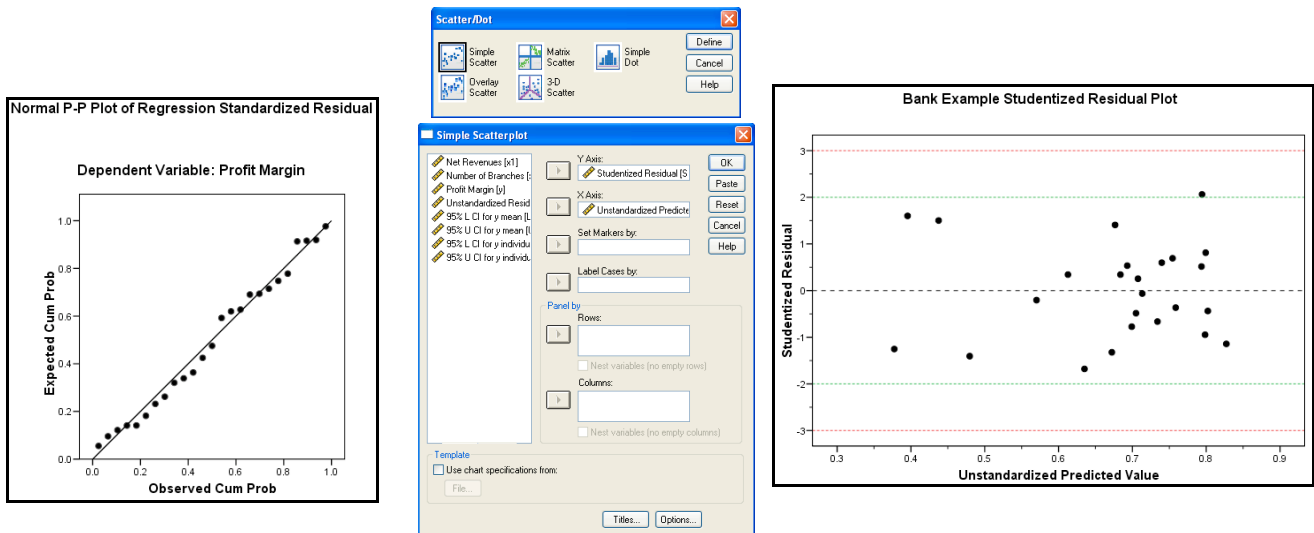 Normal P-P Plot of Regression Standardized Residual
Dependent Variable: Profit Margin
Expected Cum Prob
1.0
0.8
0.6
0.4
0.2
0.0
0.0 0.2 0.4 0.6 0.8 1.0
Observed Cum Prob
Scatter/Dot
Simple Scatter
Matrix Scatter
Simple Dot
Overlay Scatter
3-D Scatter
Define
Cancel
Help
Simple Scatterplot
Net Revenues [x1]
Number of Branches [
Profit Margin [y]
Unstandardized Resid
95% L CI for y mean [L
95% U CI for y mean [
95% L CI for y individu
95% U CI for y individu
Y Axis:
Studentized Residual [S
X Axis:
Unstandardized Predicte
Set Markers by:
Label Cases by:
Panel by
Rows:
Nest variables (no empty rows)
Columns:
Nest variables (no empty columns)
OK
Paste
Reset
Cancel
Help
Template
Use chart specifications from:
File...
Titles...
Options...
Bank Example Studentized Residual Plot
Studentized Residual
3
2
1
0
-1
-2
-3
0.3 0.4 0.5 0.6 0.7 0.8 0.9
Unstandardized Predicted Value